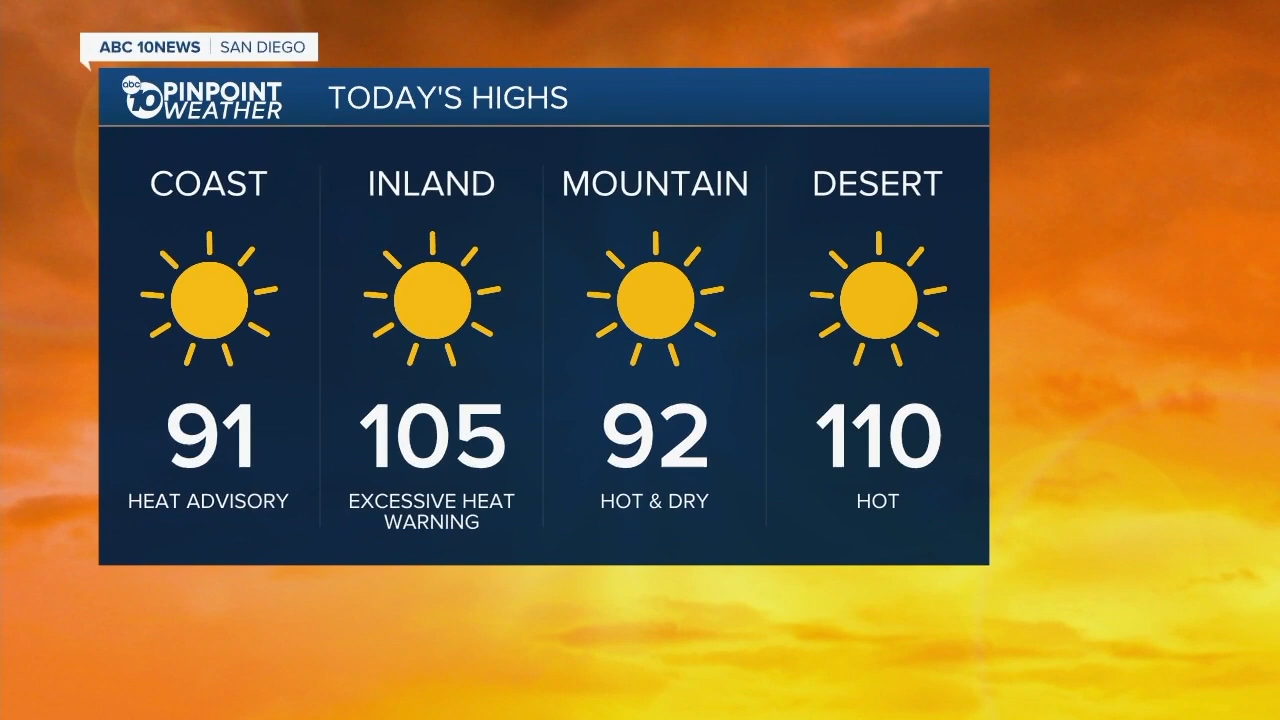 ABC 10NEWS | SAN DIEGO
abc 10 PINPOINT WEATHER
TODAY'S HIGHS
COAST
INLAND
MOUNTAIN
DESERT
91
105
92
110
HEAT ADVISORY
EXCESSIVE HEAT
WARNING
HOT & DRY
HOT